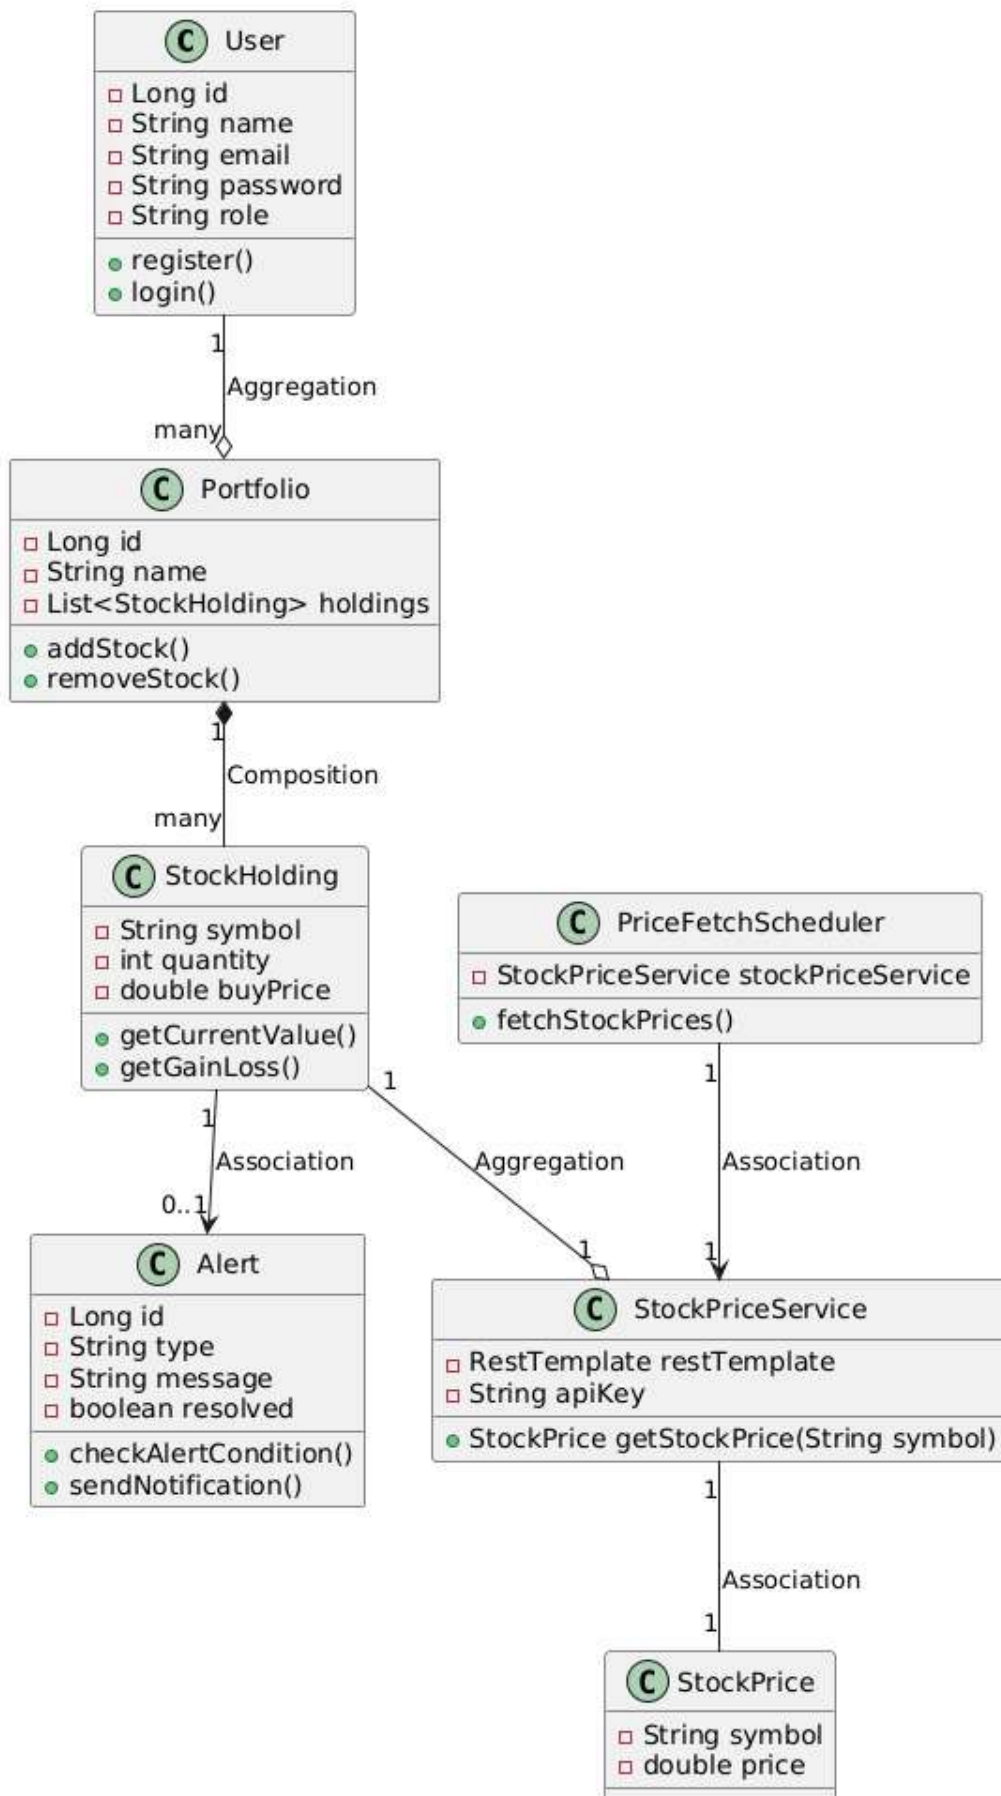 C User
Long id
String name
String email
String password
String role
register()
login()
1
Aggregation
many
C Portfolio
Long id
String name
List<StockHolding> holdings
addStock()
removeStock()
1
Composition
many
C StockHolding
String symbol
int quantity
double buyPrice
getCurrentValue()
getGainLoss()
C PriceFetchScheduler
StockPriceService stockPriceService
fetchStockPrices()
1
Association
0..1
1
Aggregation
1
1
Association
1
C Alert
Long id
String type
String message
boolean resolved
checkAlertCondition()
sendNotification()
C StockPriceService
RestTemplate restTemplate
String apiKey
StockPrice getStockPrice(String symbol)
1
Association
1
C StockPrice
String symbol
double price